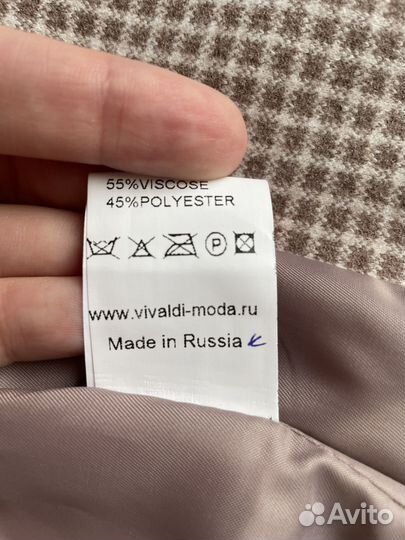 55%VISCOSE
45%POLYESTER
P
www.vivaldi-moda.ru
Made in Russia
Avito